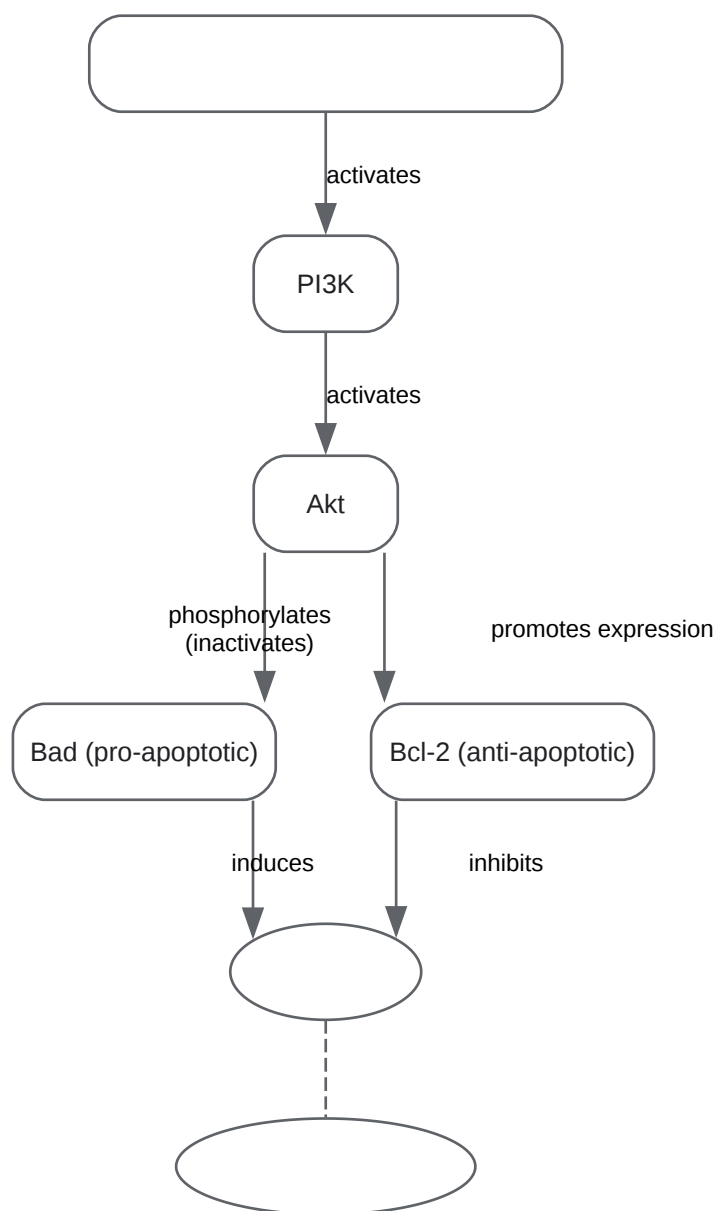 activates
PI3K
activates
Akt
phosphorylates
(inactivates)
promotes expression
Bad (pro-apoptotic)
Bcl-2 (anti-apoptotic)
induces
inhibits